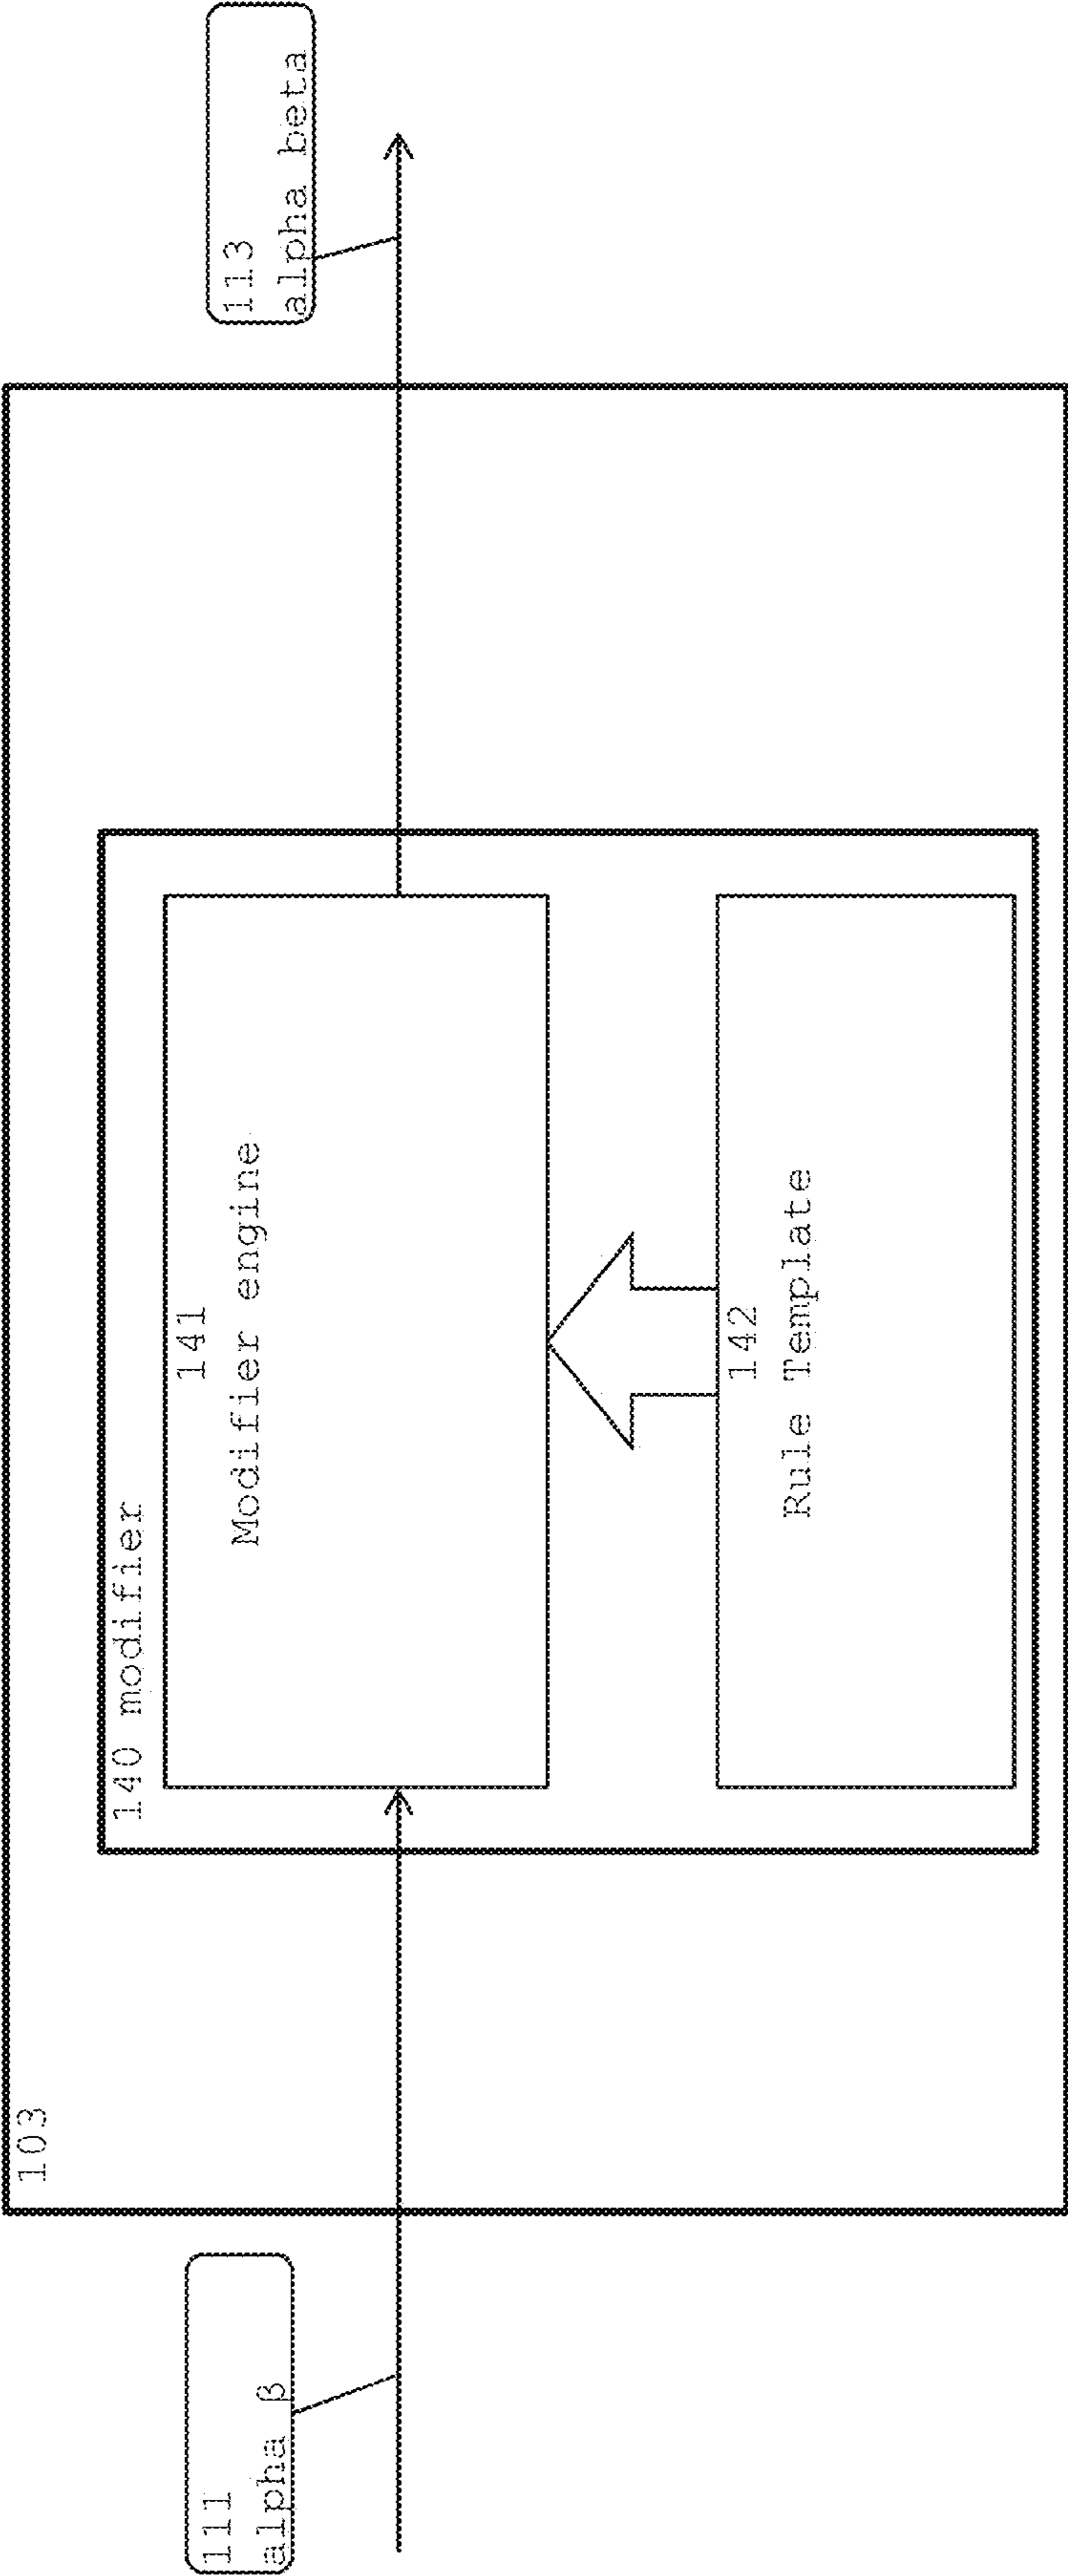 103
140 modifier
141
Modifier engine
142
Rule Template
111
alpha β
113
alpha beta